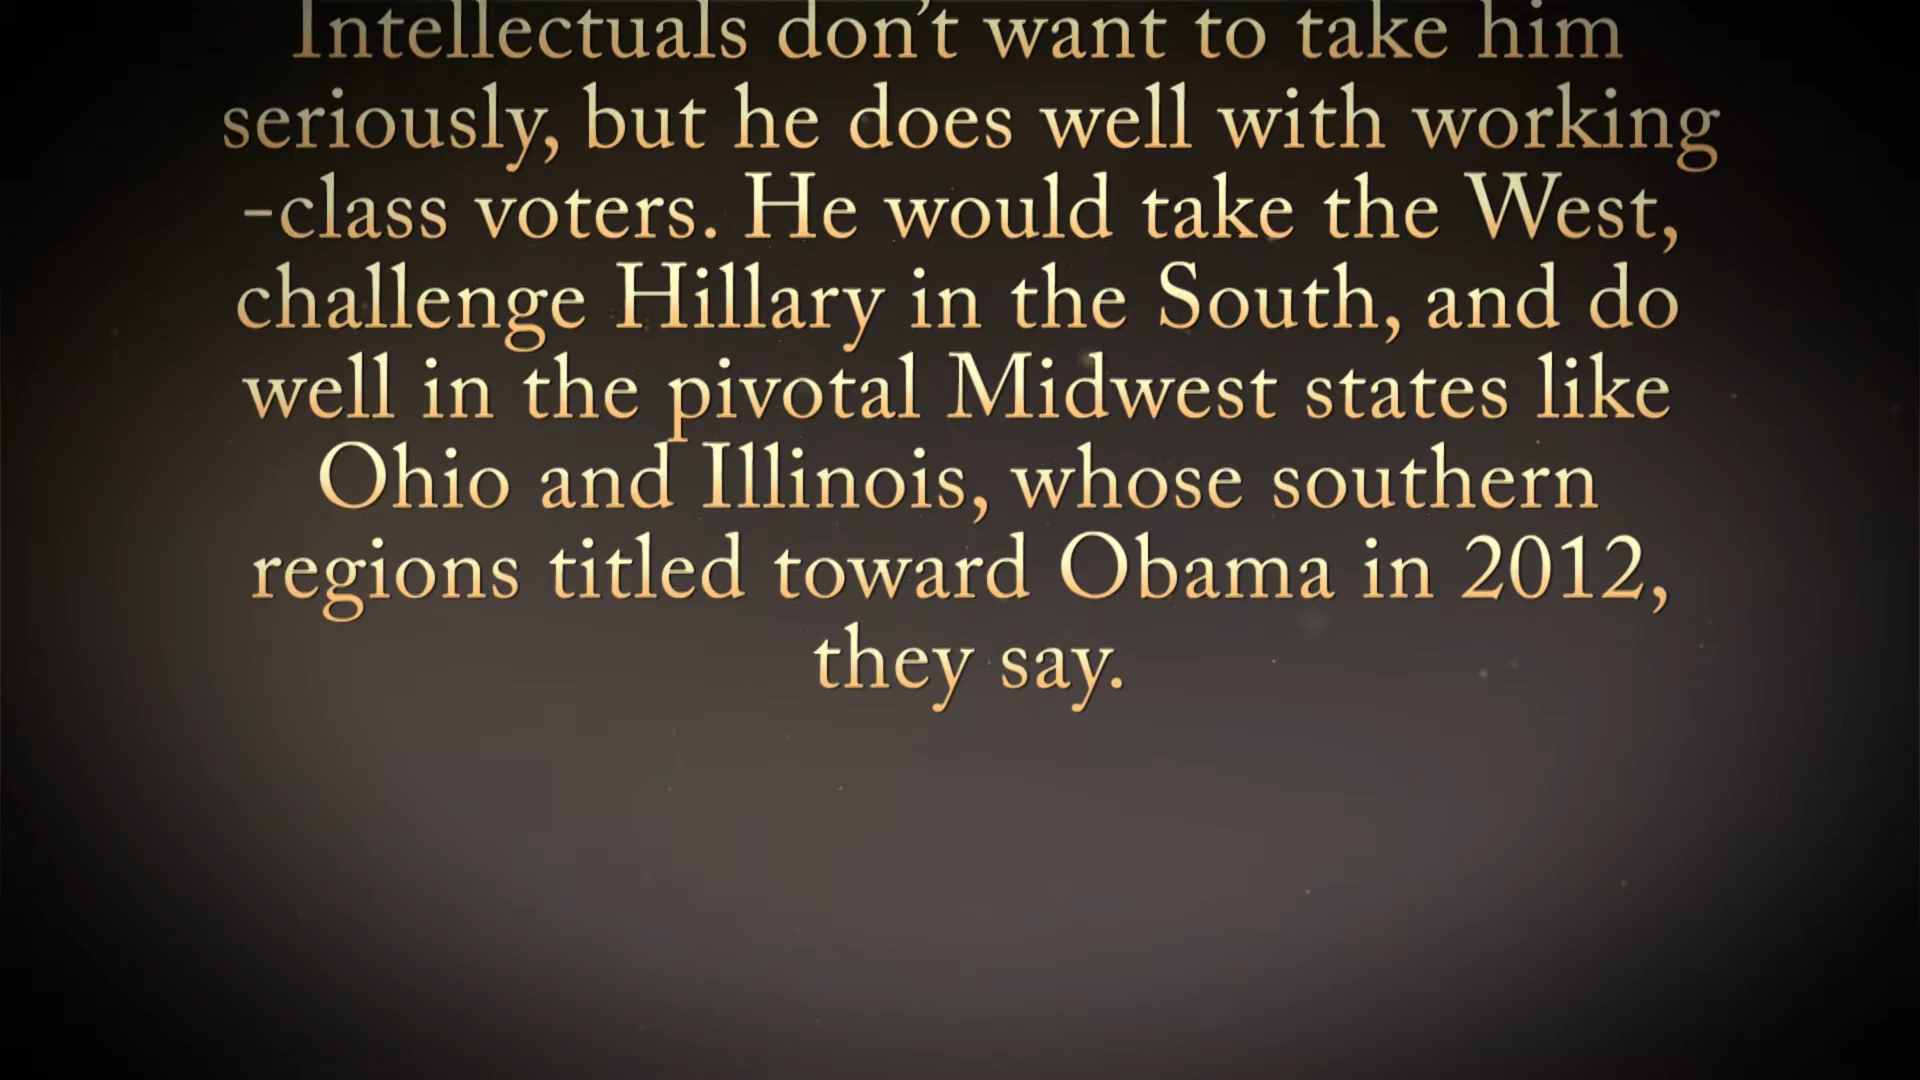 Intellectuals don't want to take him
seriously, but he does well with working
-class voters. He would take the West,
challenge Hillary in the South, and do
well in the pivotal Midwest states like
Ohio and Illinois, whose southern
regions titled toward Obama in 2012,
they say.